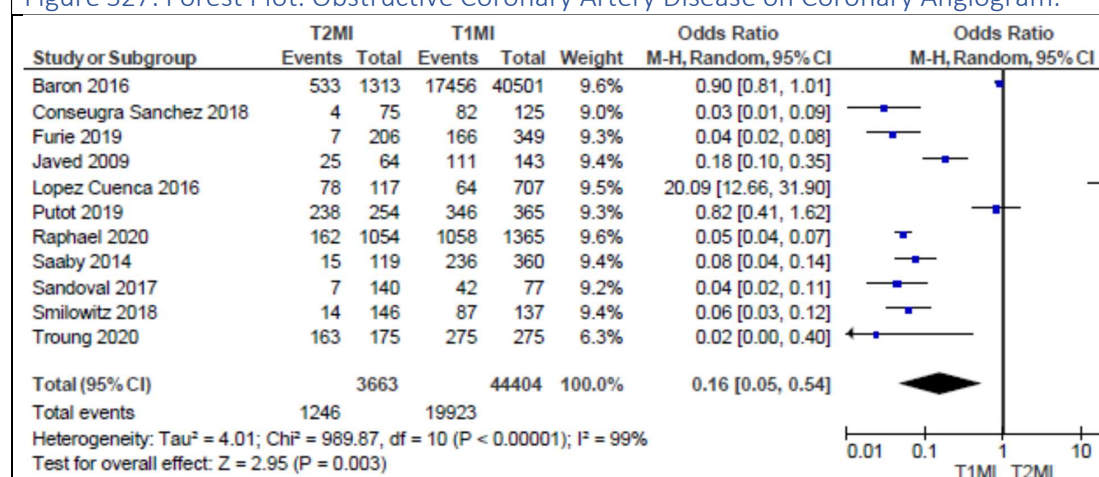 Figure S27. Forest Plot: Obstructive Coronary Artery Disease on Coronary Angiogram.
T2MI T1MI Odds Ratio Odds Ratio
Study or Subgroup Events Total Events Total Weight M-H, Random, 95% CI M-H, Random, 95% CI
Baron 2016 533 1313 17456 40501 9.6% 0.90 [0.81, 1.01]
Conseugra Sanchez 2018 4 75 82 125 9.0% 0.03 [0.01, 0.09]
Furie 2019 7 206 166 349 9.4% 0.04 [0.02, 0.08]
Javed 2009 25 64 111 143 9.4% 0.18 [0.10, 0.35]
Lopez Cuenca 2016 78 117 64 707 9.5% 20.09 [12.66, 31.90]
Putot 2019 238 254 346 365 9.3% 0.82 [0.41, 1.62]
Raphael 2020 162 1054 1058 1365 9.6% 0.05 [0.04, 0.07]
Saaby 2014 15 119 236 360 9.4% 0.08 [0.04, 0.14]
Sandoval 2017 7 140 42 77 9.2% 0.04 [0.02, 0.11]
Smilowitz 2018 14 146 87 137 9.4% 0.06 [0.03, 0.12]
Troung 2020 163 175 275 275 6.3% 0.02 [0.00, 0.40]
Total (95% CI) 3663 44404 100.0% 0.16 [0.05, 0.54]
Total events 1246 19923
Heterogeneity: Tau² = 4.01; Chi² = 989.87, df = 10 (P < 0.00001); I² = 99%
Test for overall effect: Z = 2.95 (P = 0.003)
0.01 0.1 1 10
T1MI T2MI